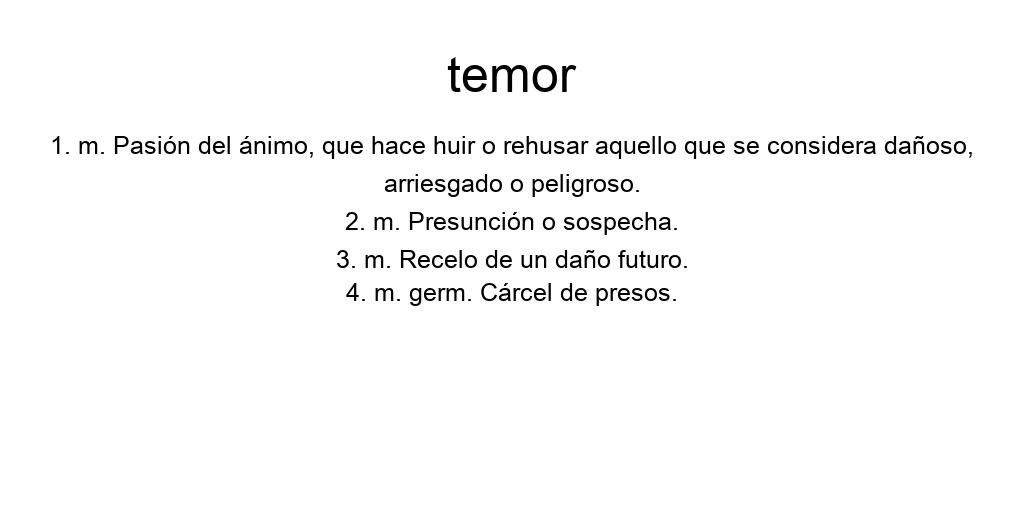 temor
1. m. Pasión del ánimo, que hace huir o rehusar aquello que se considera dañoso,
arriesgado o peligroso.
2. m. Presunción o sospecha.
3. m. Recelo de un daño futuro.
4. m. germ. Cárcel de presos.